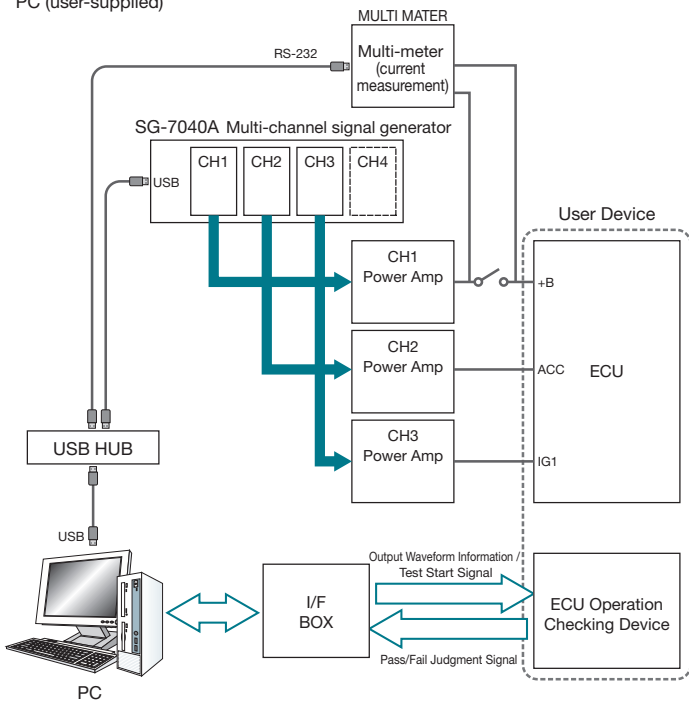 PC (user-supplied)
MULTI MATER
RS-232
Multi-meter
(current
measurement)
SG-7040A Multi-channel signal generator
USB
CH1
CH2
CH3
CH4
User Device
CH1
Power Amp
+B
CH2
Power Amp
ACC
ECU
CH3
Power Amp
IG1
USB HUB
USB
Output Waveform Information /
Test Start Signal
I/F
BOX
ECU Operation
Checking Device
Pass/Fail Judgment Signal
PC